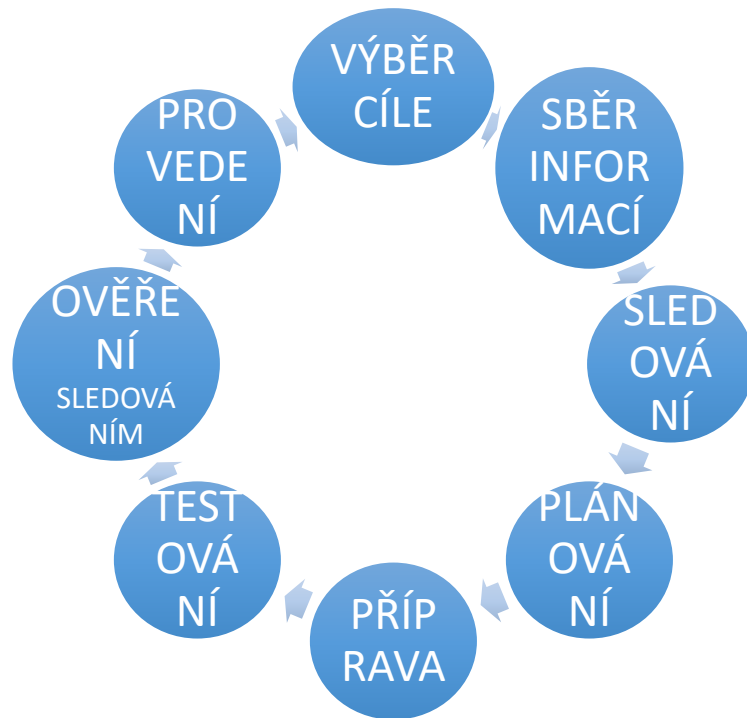 VÝBĚR
CÍLE
SBĚR
INFOR
MACÍ
SLED
OVÁ
NÍ
PLÁN
OVÁ
NÍ
PŘÍP
RAVA
TEST
OVÁ
NÍ
OVĚŘE
NÍ
SLEDOVÁ
NÍM
PRO
VEDE
NÍ